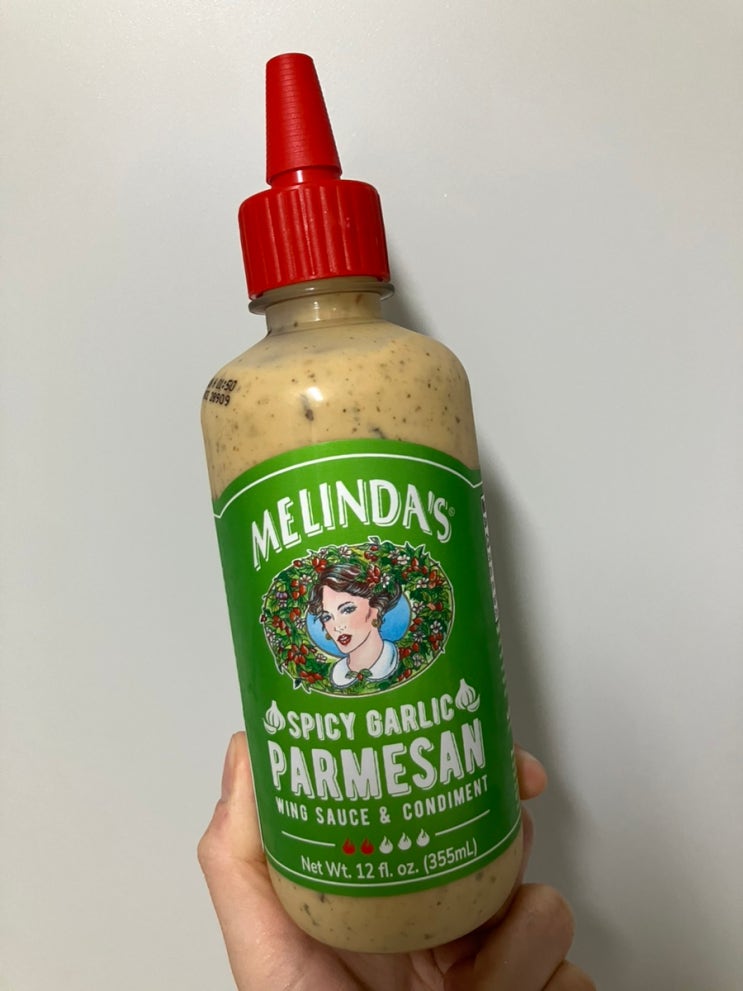 MELINDA'S®
SPICY GARLIC
PARMESAN
WING SAUCE & CONDIMENT
Net Wt. 12 fl. oz. (355mL)